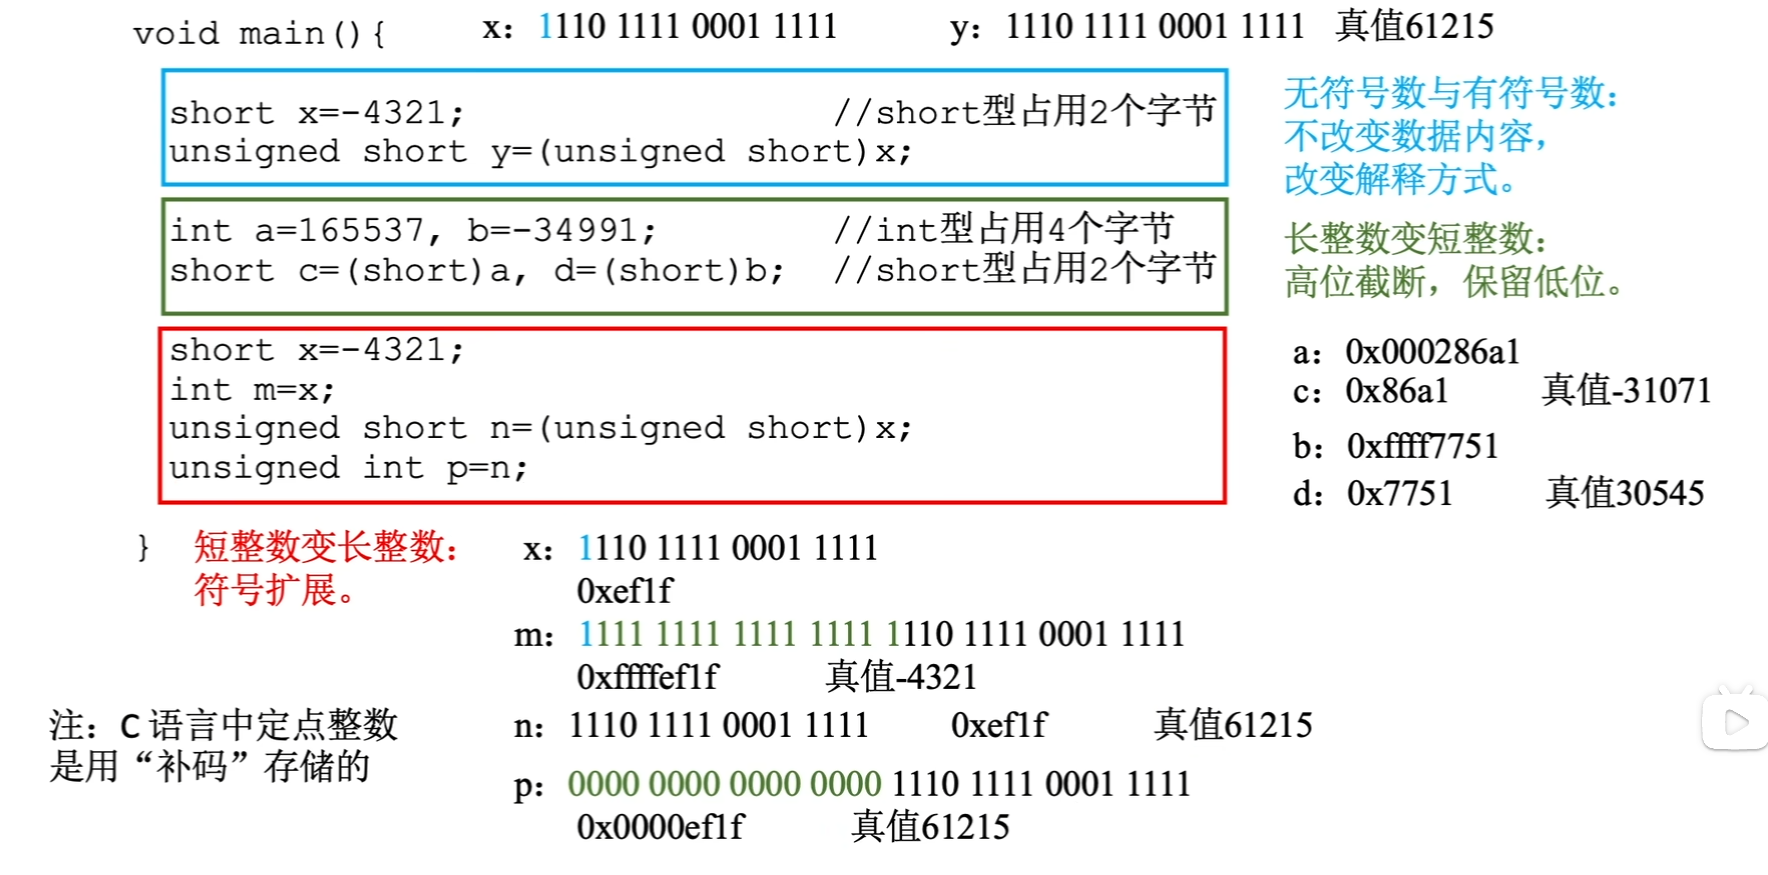 void main(){ x：1110 1111 0001 1111 y：1110 1111 0001 1111 真值61215
short x=-4321; //short型占用2个字节
unsigned short y=(unsigned short)x;
无符号数与有符号数：
不改变数据内容，
改变解释方式。
int a=165537, b=-34991; //int型占用4个字节
short c=(short)a, d=(short)b; //short型占用2个字节
长整数变短整数：
高位截断，保留低位。
short x=-4321;
int m=x;
unsigned short n=(unsigned short)x;
unsigned int p=n;
a：0x000286a1
c：0x86a1 真值-31071
b：0xffff7751
d：0x7751 真值30545
}
短整数变长整数：
符号扩展。
x：1110 1111 0001 1111
0xef1f
m：1111 1111 1111 1111 1110 1111 0001 1111
0xffffef1f 真值-4321
n：1110 1111 0001 1111 0xef1f 真值61215
p：0000 0000 0000 0000 1110 1111 0001 1111
0x0000ef1f 真值61215
注：C 语言中定点整数
是用“补码”存储的